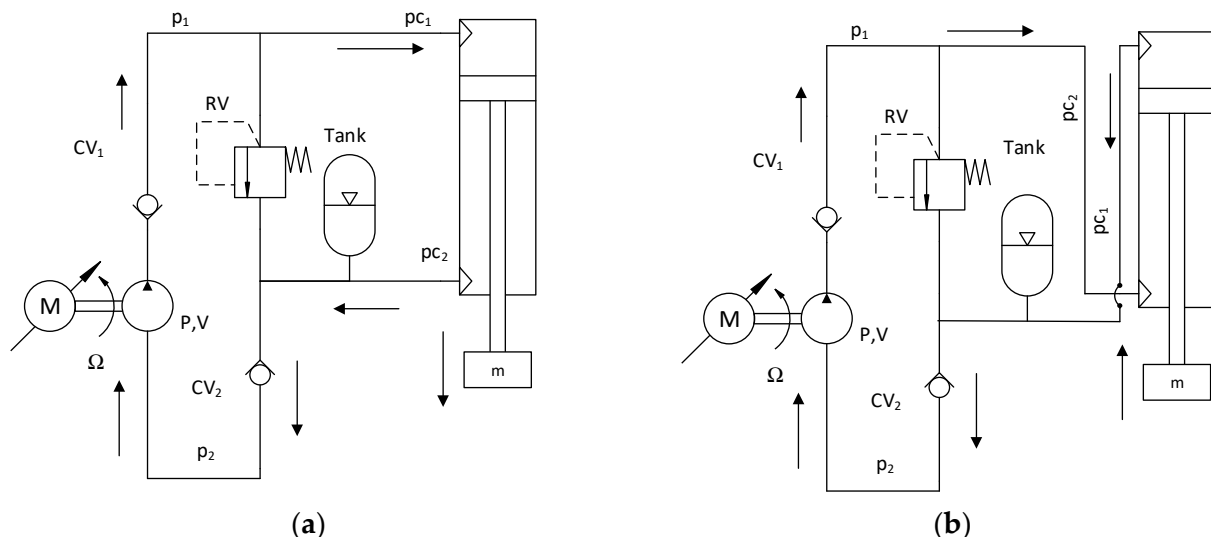 p₁
pc₁
RV
Tank
CV₁
pc₂
M
P,V
Ω
CV₂
m
p₂
(a)
p₁
pc₂
RV
Tank
CV₁
pc₁
M
P,V
Ω
CV₂
m
p₂
(b)